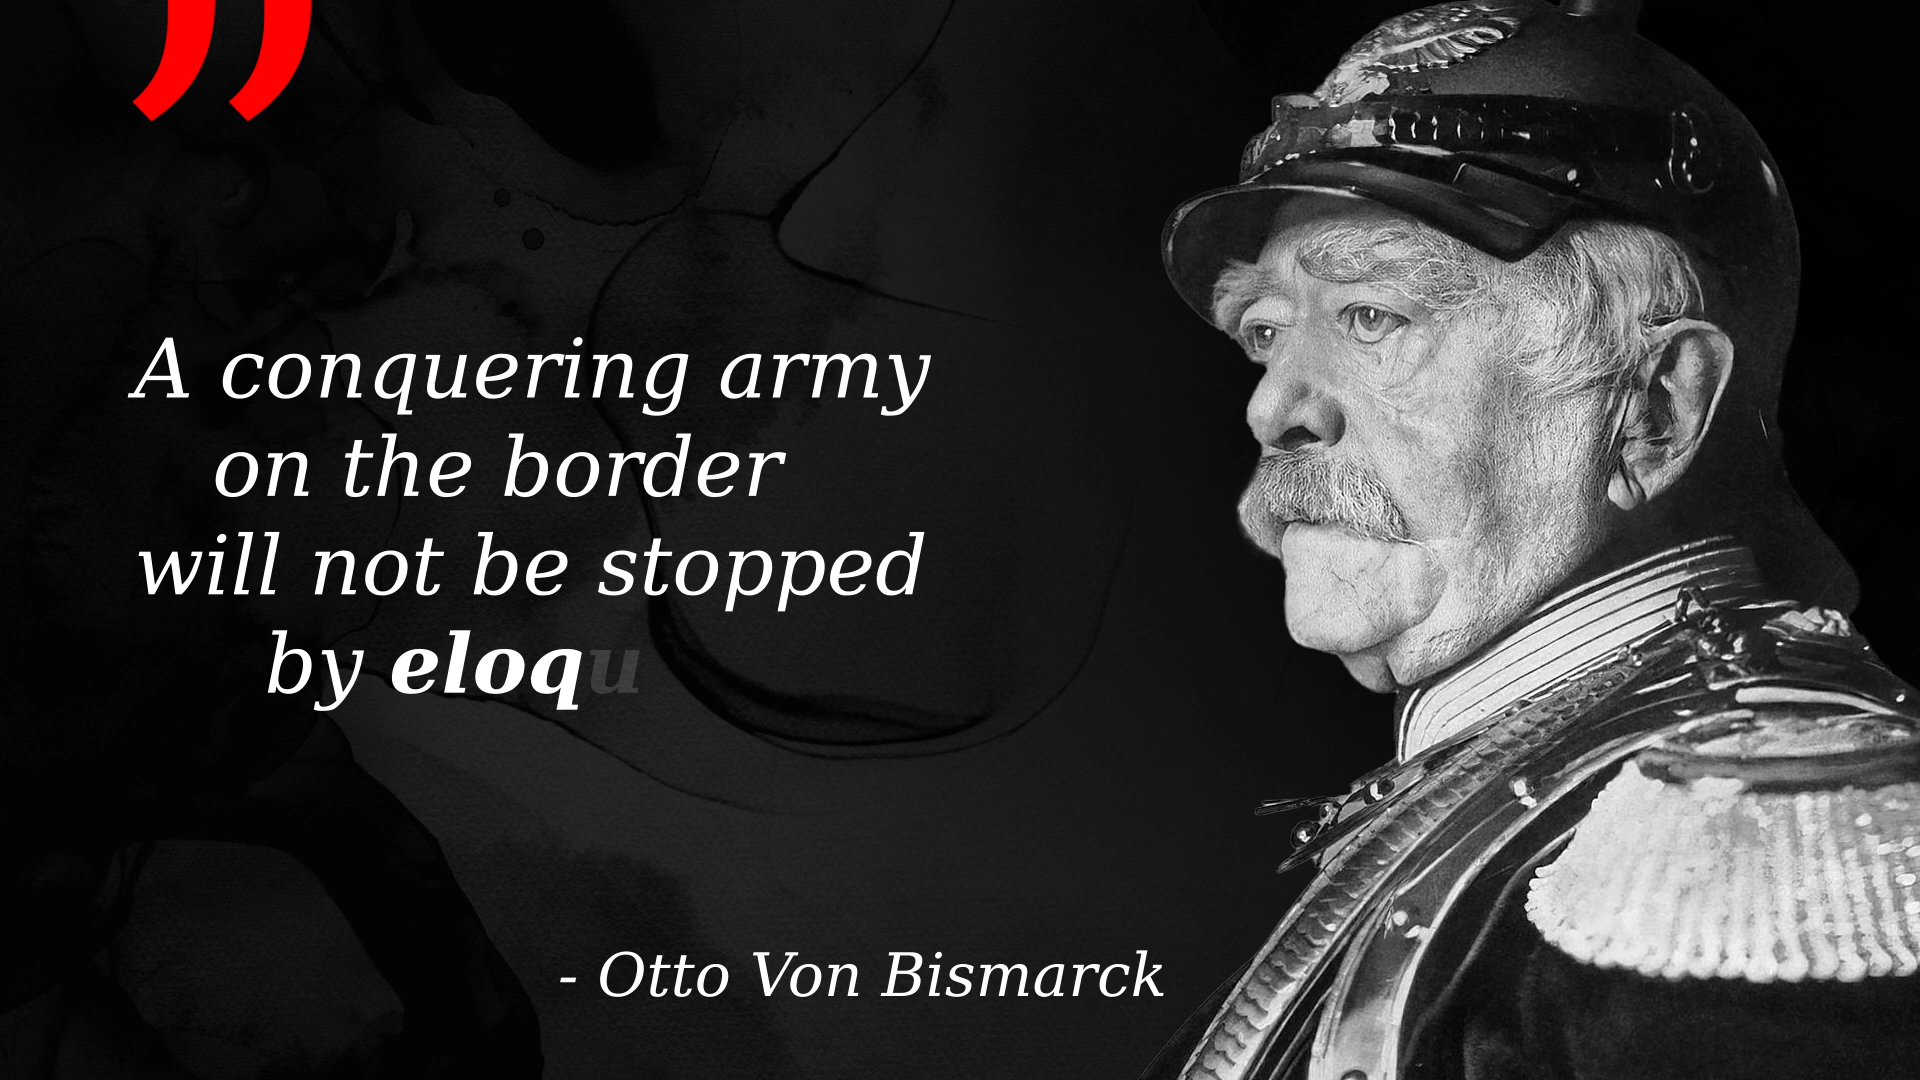 ”
A conquering army
on the border
will not be stopped
by eloqu
- Otto Von Bismarck